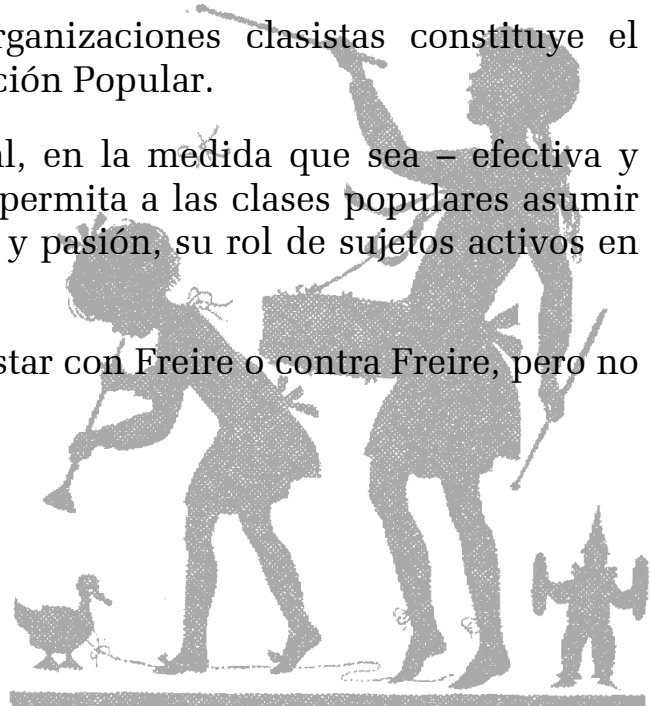 rganizaciones clasistas constituye el
ción Popular.
l, en la medida que sea – efectiva y
permita a las clases populares asumir
y pasión, su rol de sujetos activos en
star con Freire o contra Freire, pero no